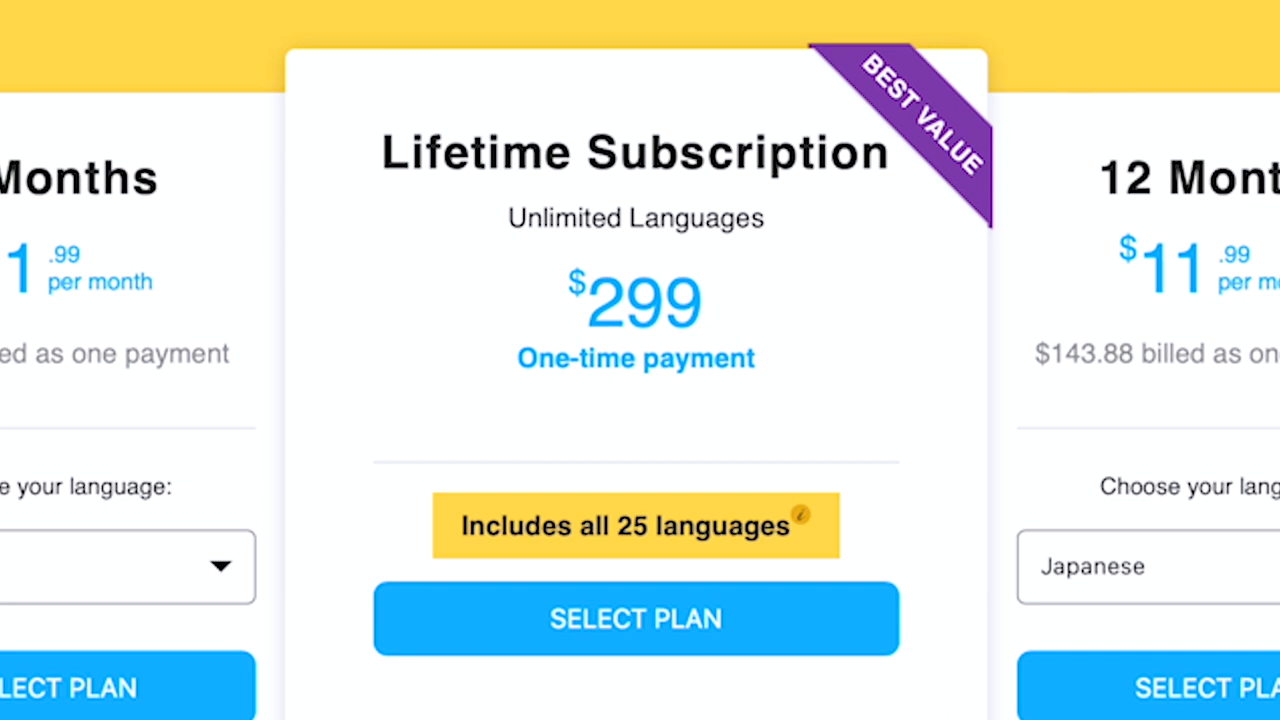 BEST VALUE
Lifetime Subscription
Unlimited Languages
$299
One-time payment
Includes all 25 languages
SELECT PLAN
Months
1.99
per month
ed as one payment
e your language:
LECT PLAN
12 Mont
$11.99
per m
$143.88 billed as on
Choose your lang
Japanese
SELECT PLA